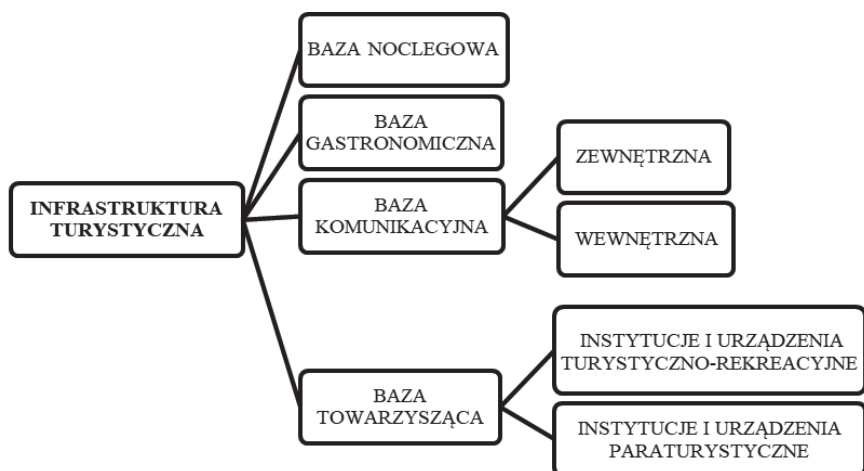 BAZA NOCLEGOWA
BAZA
GASTRONOMICZNA
ZEWNĘTRZNA
INFRASTRUKTURA
TURYSTYCZNA
BAZA
KOMUNIKACYJNA
WEWNĘTRZNA
INSTYTUCJE I URZĄDZENIA
TURYSTYCZNO-REKREACYJNE
BAZA
TOWARZYSZĄCA
INSTYTUCJE I URZĄDZENIA
PARATURYSTYCZNE